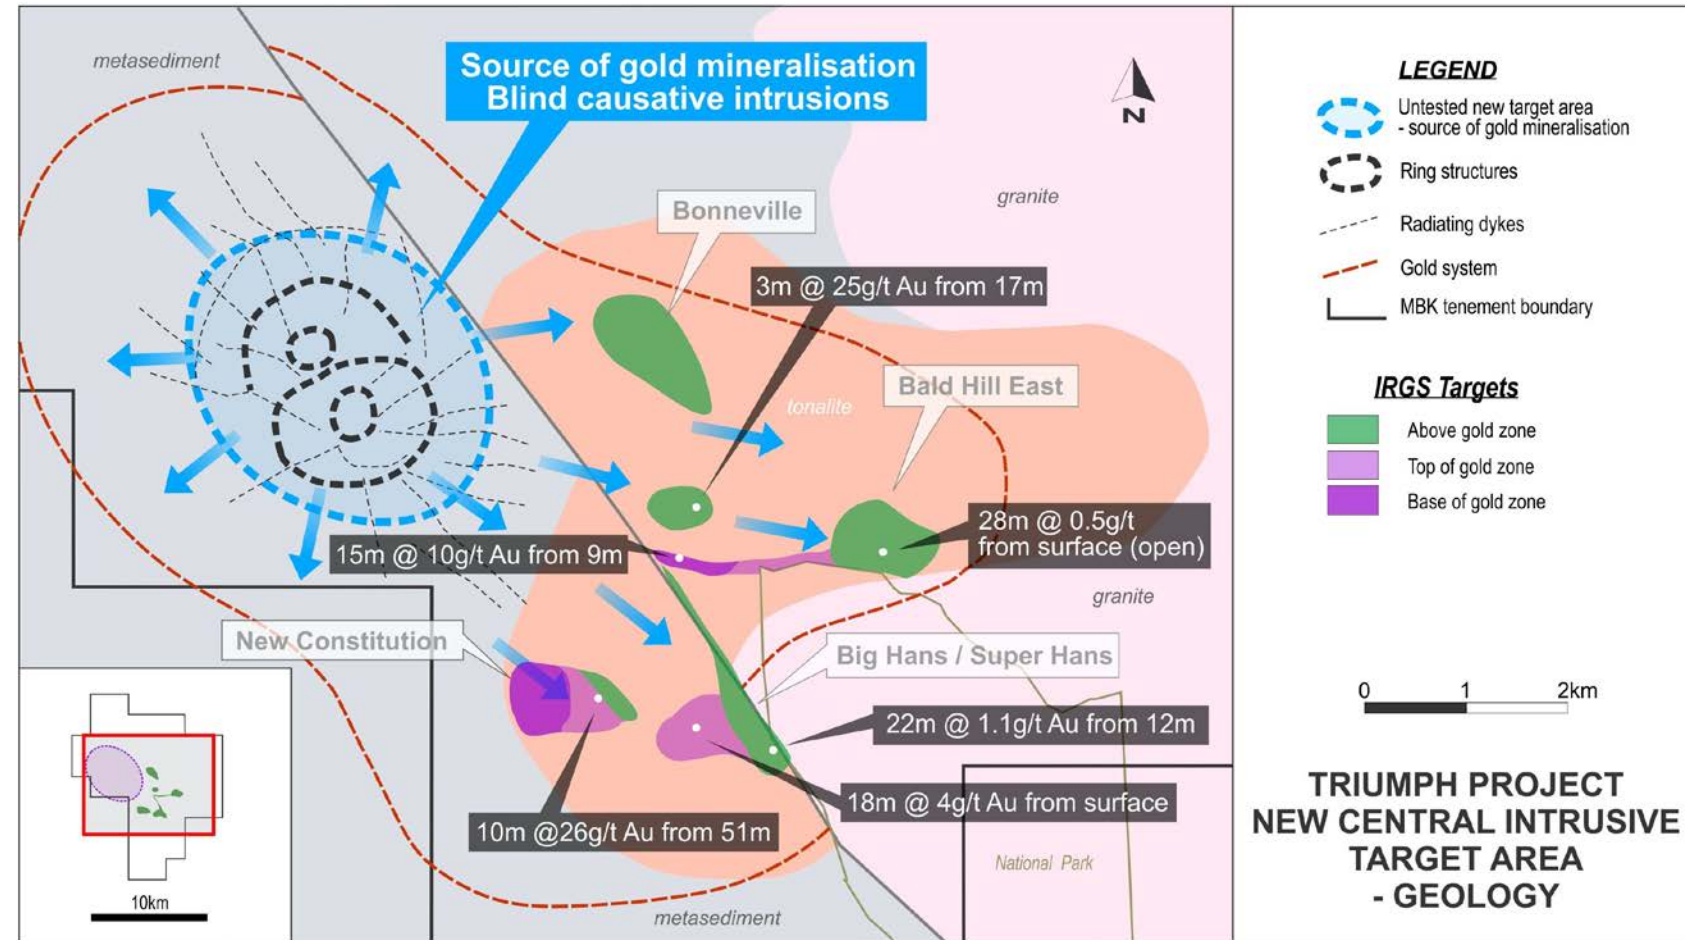 metasediment
Source of gold mineralisation
Blind causative intrusions
N
granite
Bonneville
3m @ 25g/t Au from 17m
tonalite
Bald Hill East
28m @ 0.5g/t
from surface (open)
15m @ 10g/t Au from 9m
granite
New Constitution
Big Hans / Super Hans
22m @ 1.1g/t Au from 12m
18m @ 4g/t Au from surface
10m @26g/t Au from 51m
National Park
metasediment
10km
LEGEND
Untested new target area
- source of gold mineralisation
Ring structures
Radiating dykes
Gold system
MBK tenement boundary
IRGS Targets
Above gold zone
Top of gold zone
Base of gold zone
0 1 2km
TRIUMPH PROJECT
NEW CENTRAL INTRUSIVE
TARGET AREA
- GEOLOGY